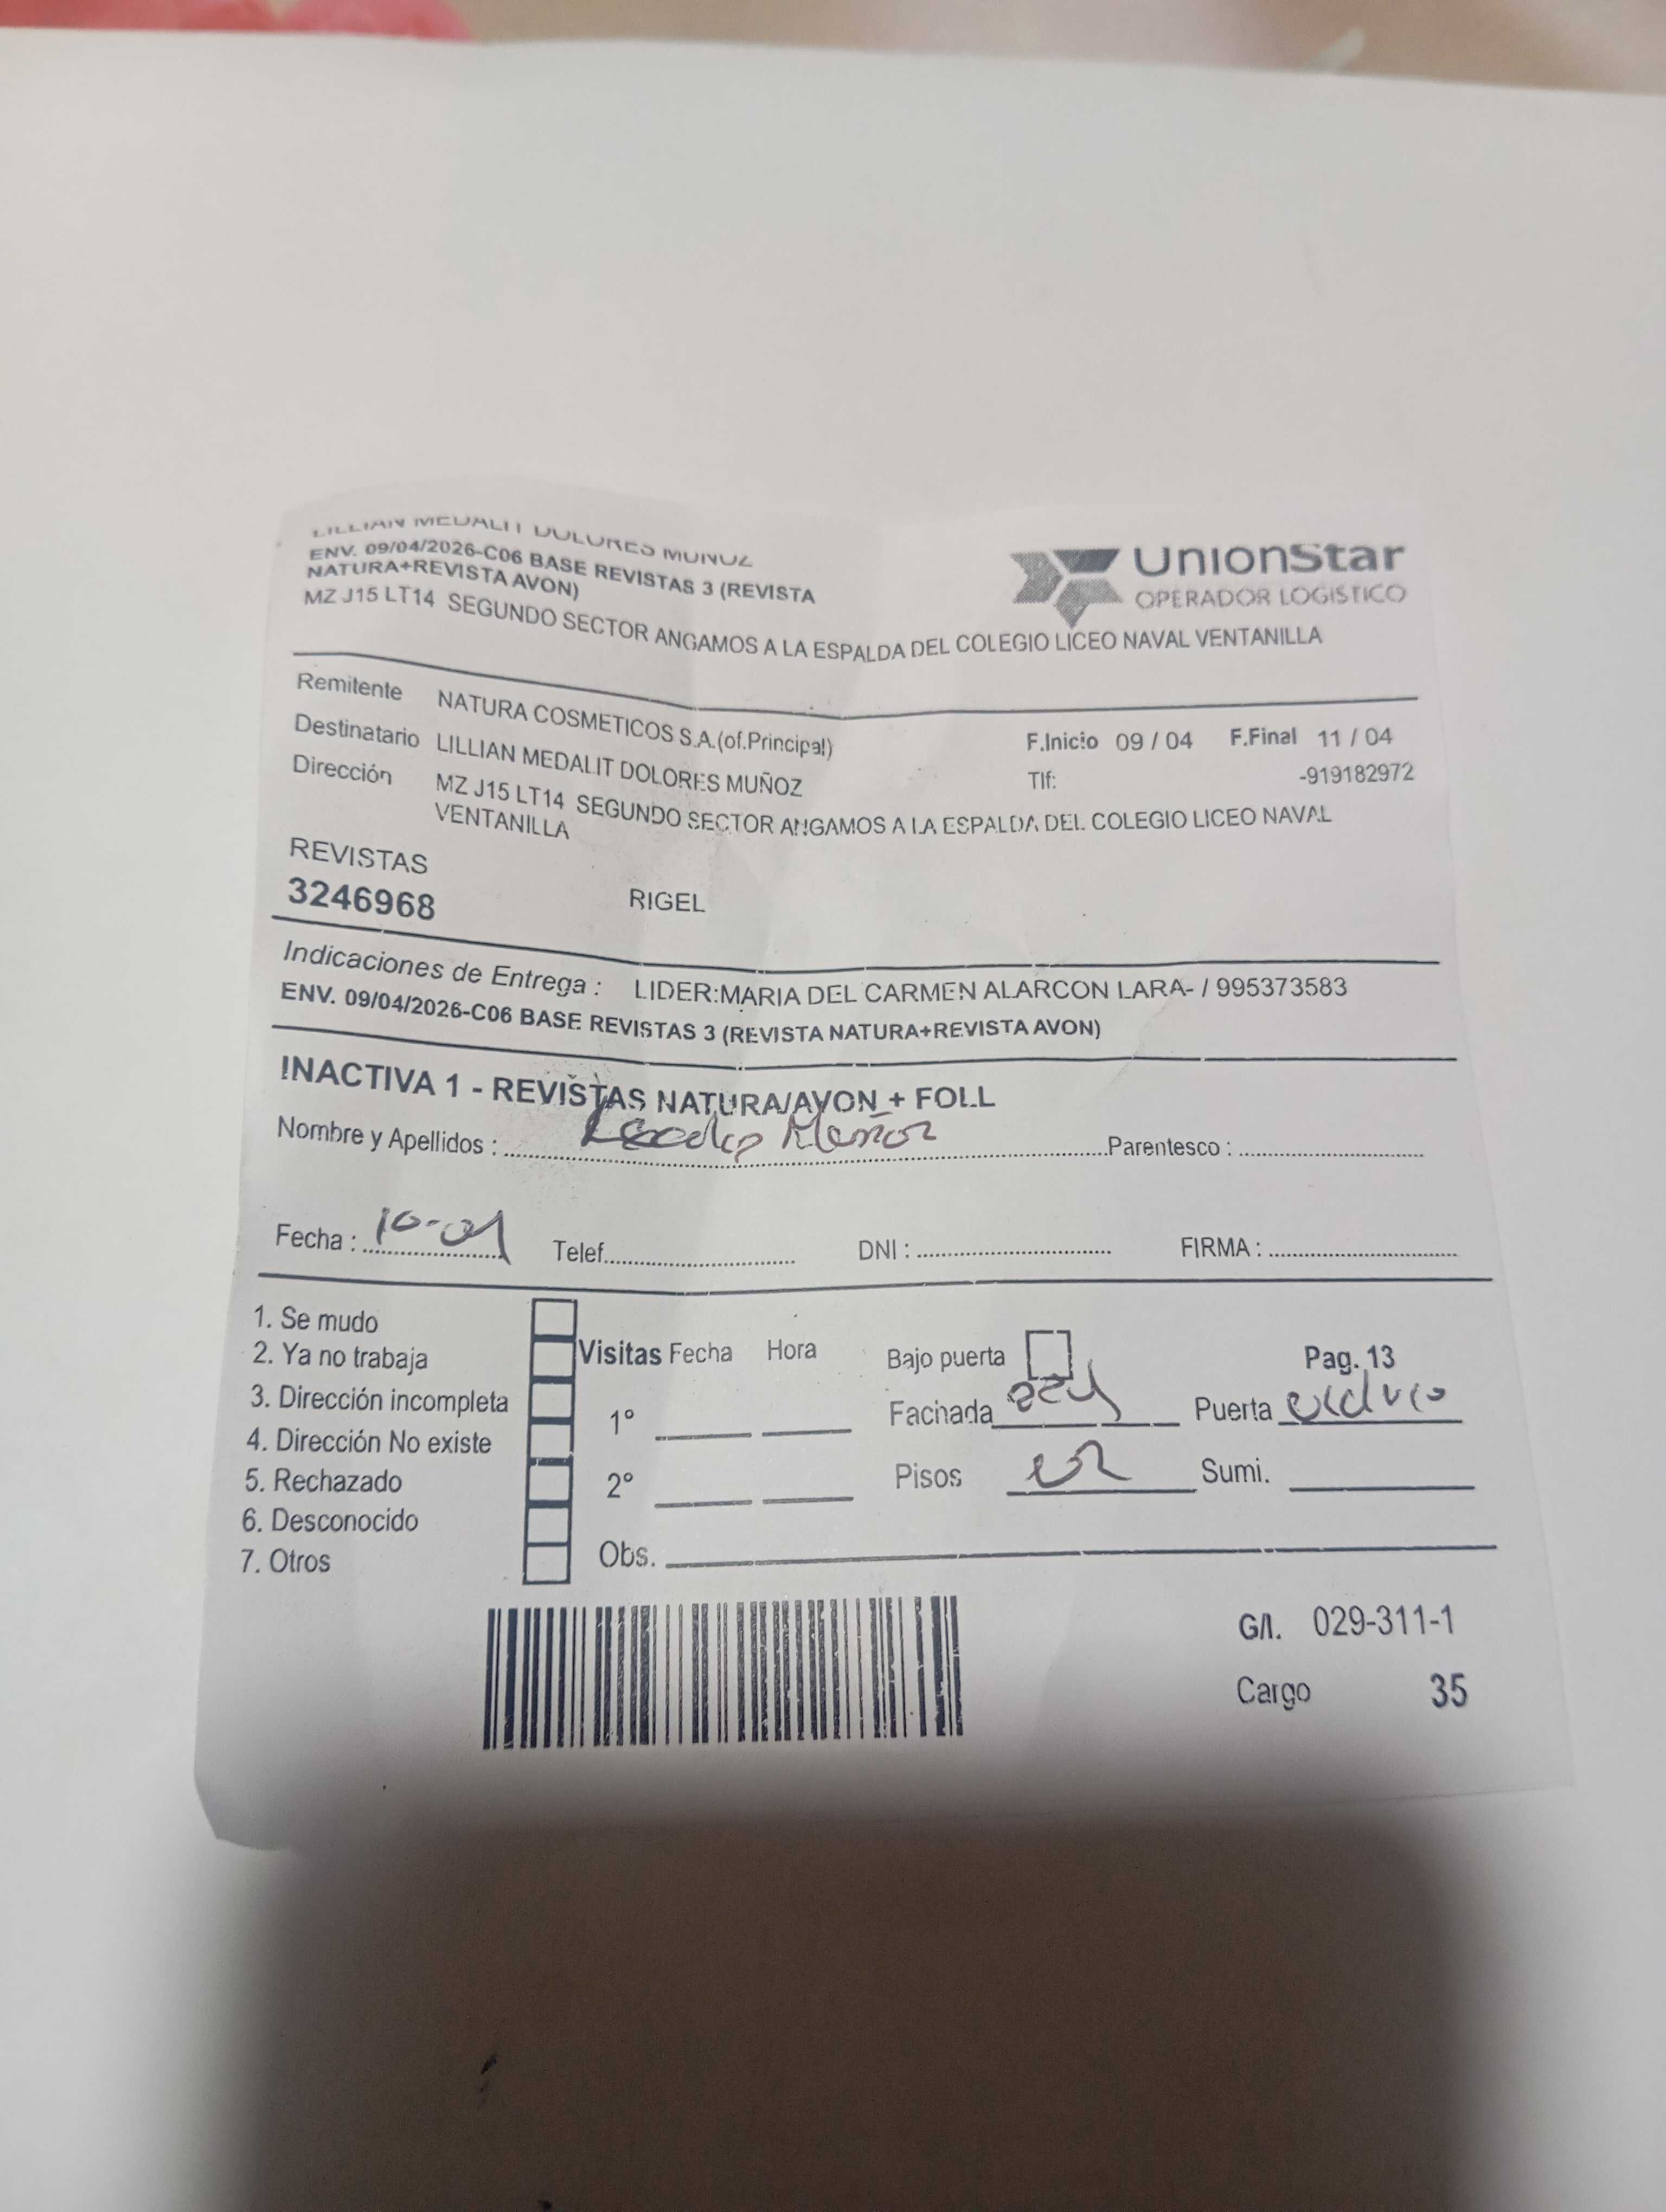 LILLIAN MEDALIT DOLORES MUÑOZ
ENV. 09/04/2026-C06 BASE REVISTAS 3 (REVISTA
NATURA+REVISTA AVON)
MZ J15 LT14 SEGUNDO SECTOR ANGAMOS A LA ESPALDA DEL COLEGIO LICEO NAVAL VENTANILLA
UnionStar
OPERADOR LOGISTICO
Remitente NATURA COSMETICOS S.A.(of.Principal)
F.Inicio 09 / 04 F.Final 11 / 04
Destinatario LILLIAN MEDALIT DOLORES MUÑOZ
Tlf: -919182972
Dirección MZ J15 LT14 SEGUNDO SECTOR ANGAMOS A LA ESPALDA DEL COLEGIO LICEO NAVAL
VENTANILLA
REVISTAS
3246968 RIGEL
Indicaciones de Entrega : LIDER:MARIA DEL CARMEN ALARCON LARA- / 995373583
ENV. 09/04/2026-C06 BASE REVISTAS 3 (REVISTA NATURA+REVISTA AVON)
INACTIVA 1 - REVISTAS NATURA/AVON + FOLL
Nombre y Apellidos : Muñoz Parentesco :
Fecha : 10-04 Telef. DNI : FIRMA :
1. Se mudo
2. Ya no trabaja
3. Dirección incompleta
4. Dirección No existe
5. Rechazado
6. Desconocido
7. Otros
Visitas Fecha Hora
1°
2°
Obs.
Bajo puerta Pag. 13
Fachada Puerta
Pisos Sumi.
G/I. 029-311-1
Cargo 35